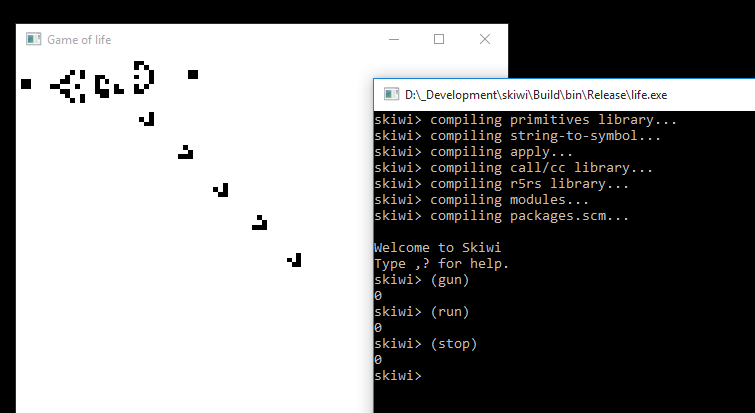 Game of life
D:\_Development\skiwi\Build\bin\Release\life.exe
skiwi> compiling primitives library...
skiwi> compiling string-to-symbol...
skiwi> compiling apply...
skiwi> compiling call/cc library...
skiwi> compiling r5rs library...
skiwi> compiling modules...
skiwi> compiling packages.scm...
Welcome to Skiwi
Type ,? for help.
skiwi> (gun)
0
skiwi> (run)
0
skiwi> (stop)
0
skiwi>